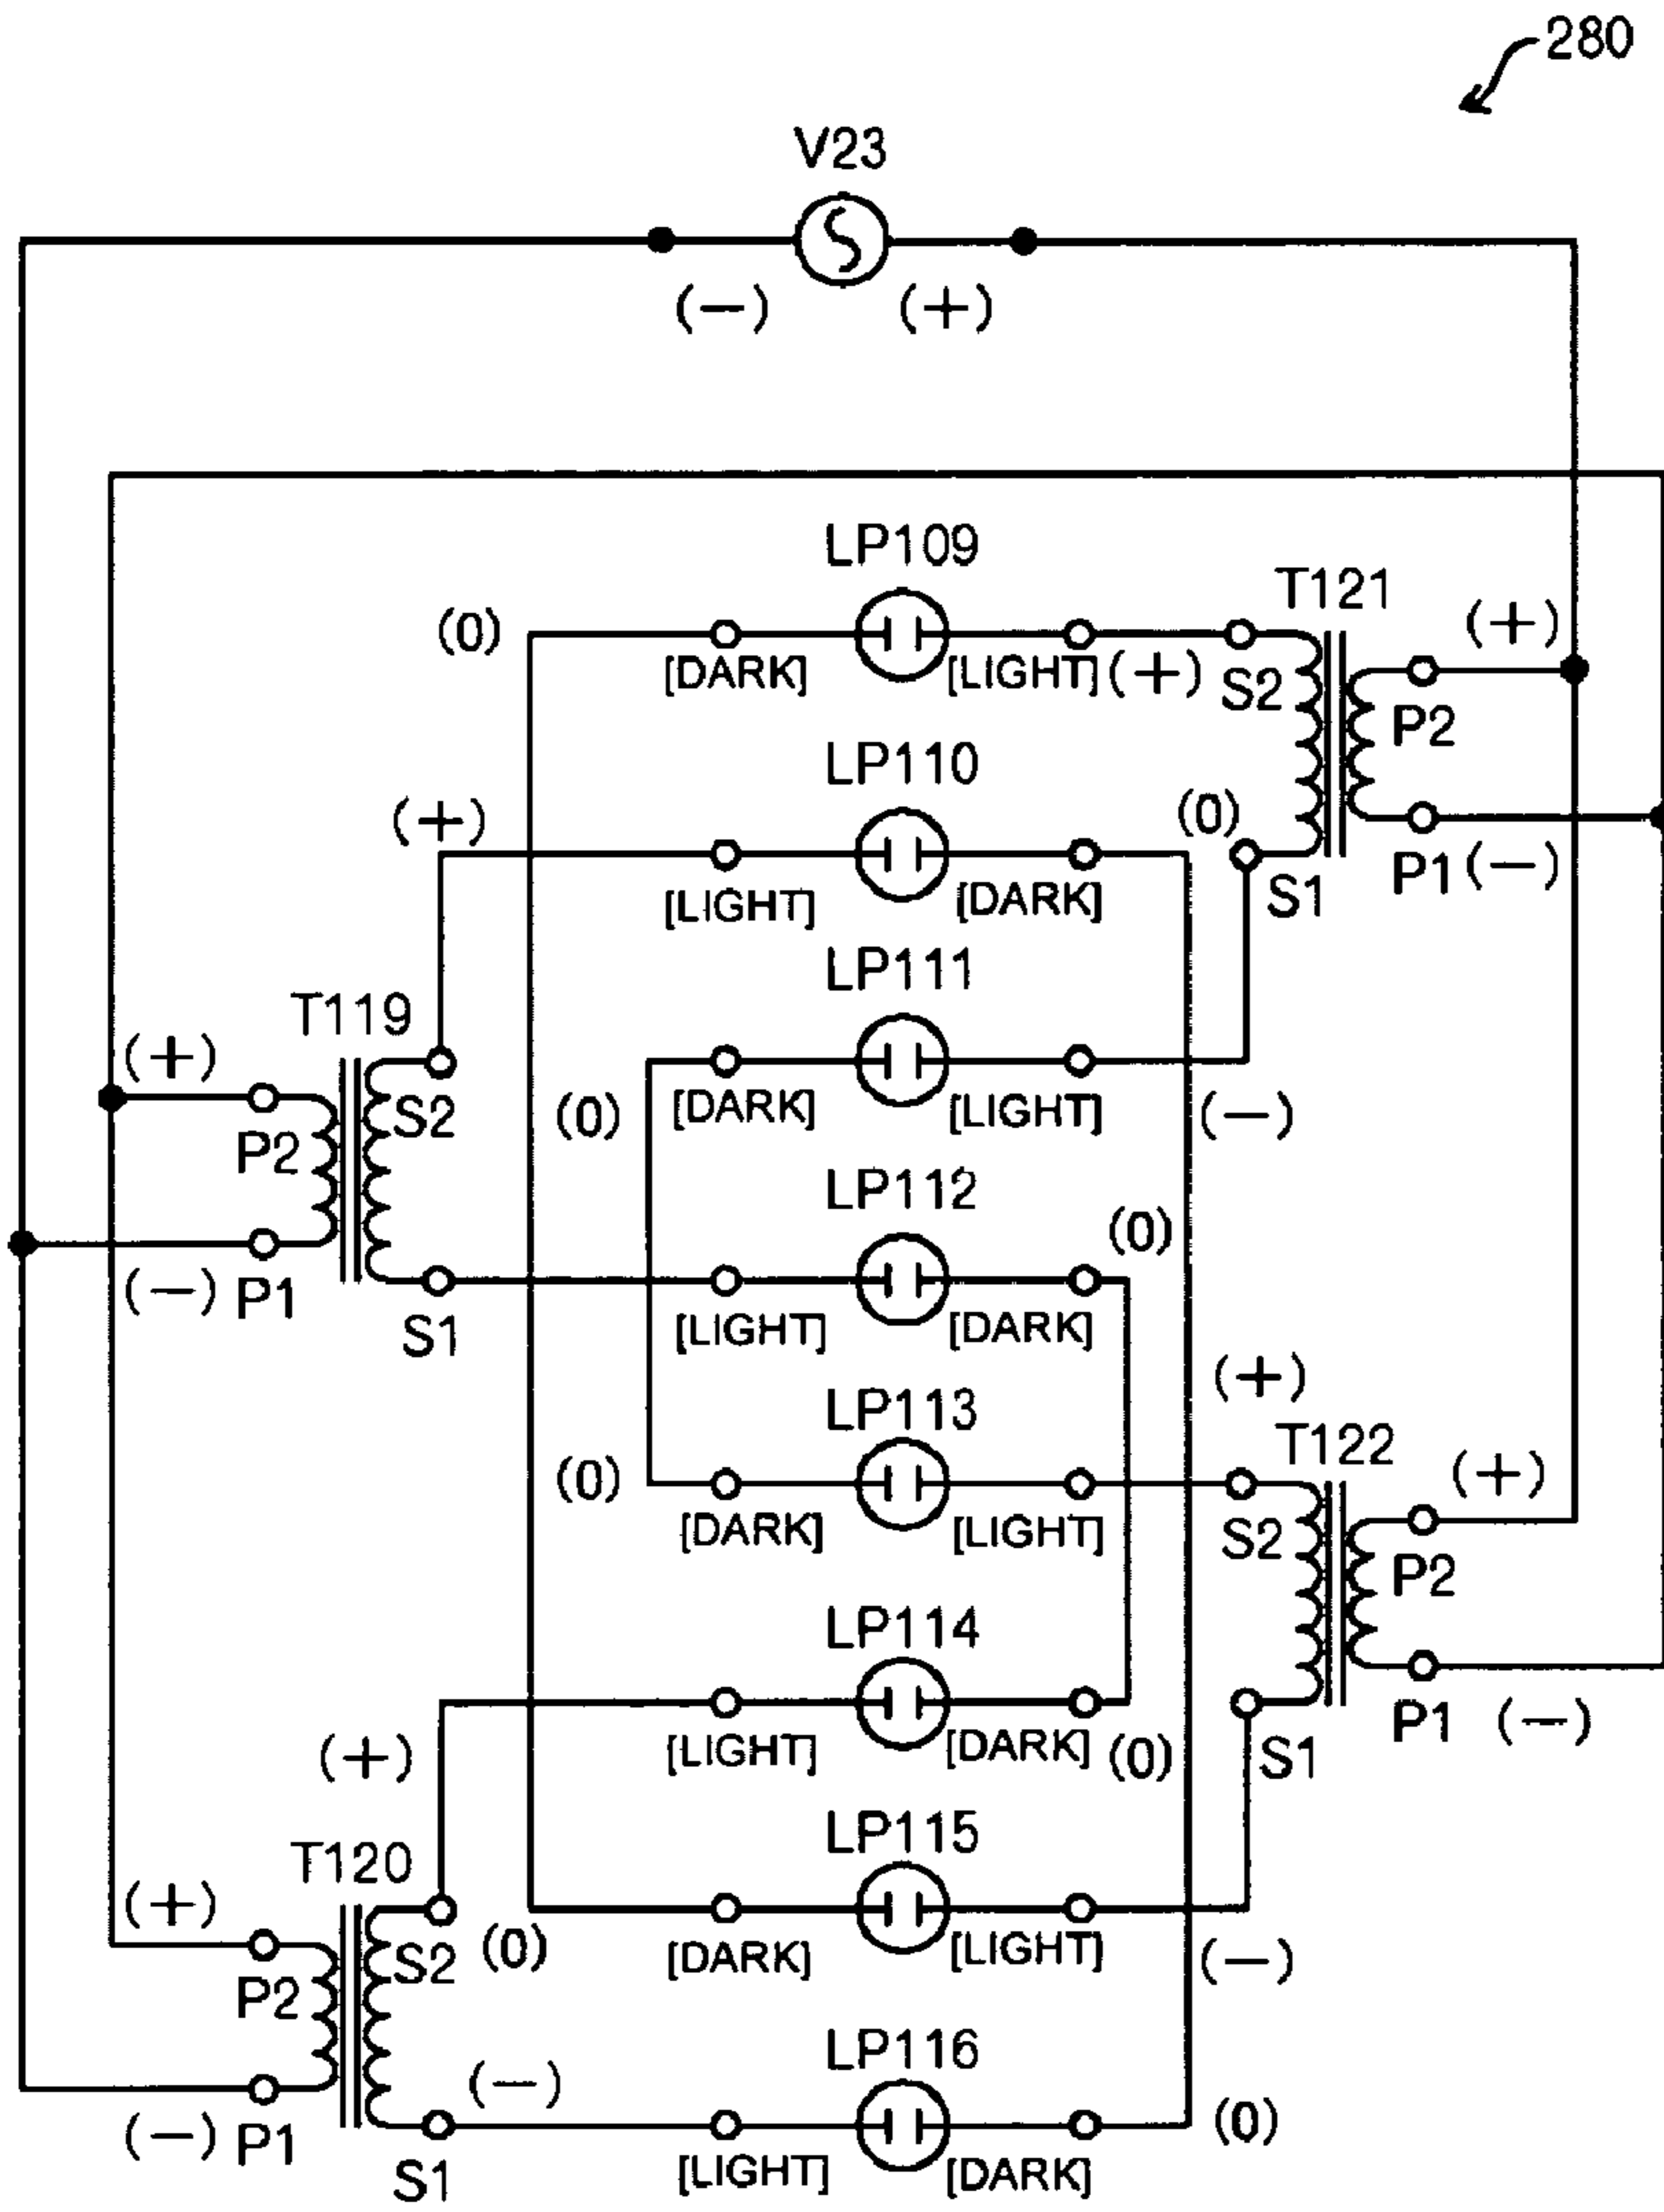 280
V23
(−) (+)
LP109
T121
(0) (+)
[DARK] [LIGHT] (+) S2
P2
LP110
(+) (0)
P1 (−)
[LIGHT] [DARK] S1
LP111
T119
(+)
(0) S2 [DARK] [LIGHT] (−)
P2
LP112
(0)
(−) P1
S1 [LIGHT] [DARK]
(+)
LP113
T122
(0) (+)
[DARK] [LIGHT] S2
P2
LP114
P1 (−)
(+) [LIGHT] [DARK] (0) S1
LP115
T120
(+)
S2 (0) [DARK] [LIGHT] (−)
P2
LP116
(−)
(0)
(−) P1
S1 [LIGHT] [DARK]